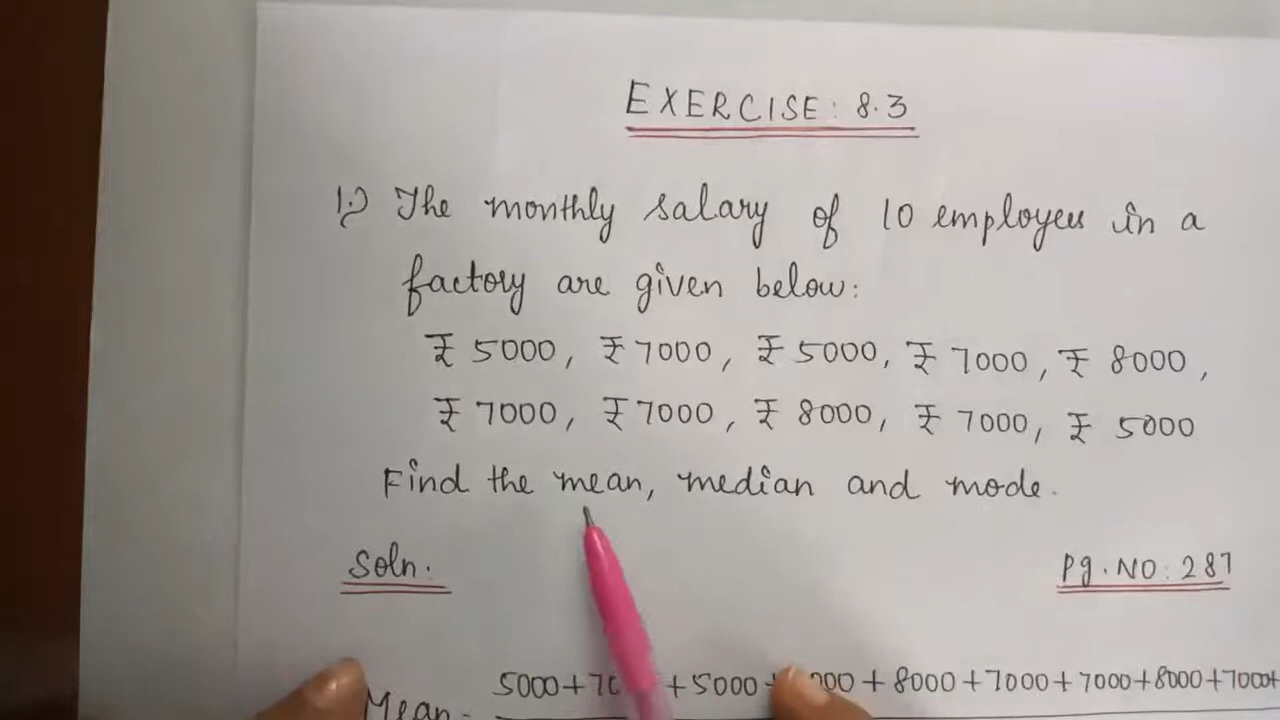 EXERCISE: 8.3
1.) The monthly salary of 10 employees in a
factory are given below:
₹ 5000, ₹ 7000, ₹ 5000, ₹ 7000, ₹ 8000,
₹ 7000, ₹ 7000, ₹ 8000, ₹ 7000, ₹ 5000
Find the mean, median and mode.
Soln.
Pg. NO: 287
Mean = 5000+ +5000 + 8000 + 7000 + 7000+8000+7000+